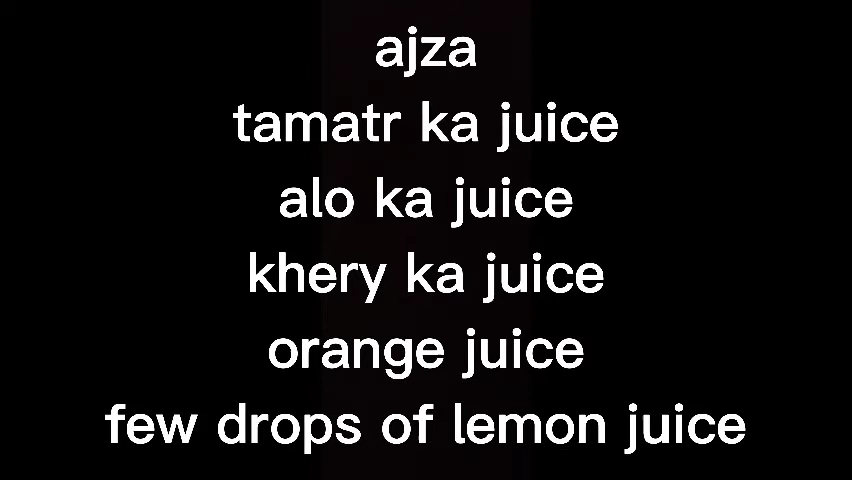 ajza
tamatr ka juice
alo ka juice
khery ka juice
orange juice
few drops of lemon juice